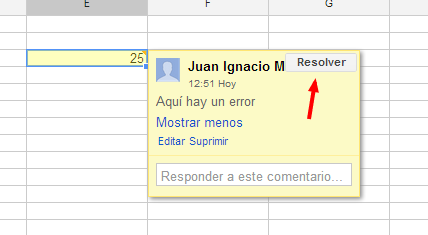 E F G
25
Juan Ignacio M
Resolver
12:51 Hoy
Aquí hay un error
Mostrar menos
Editar Suprimir
Responder a este comentario...